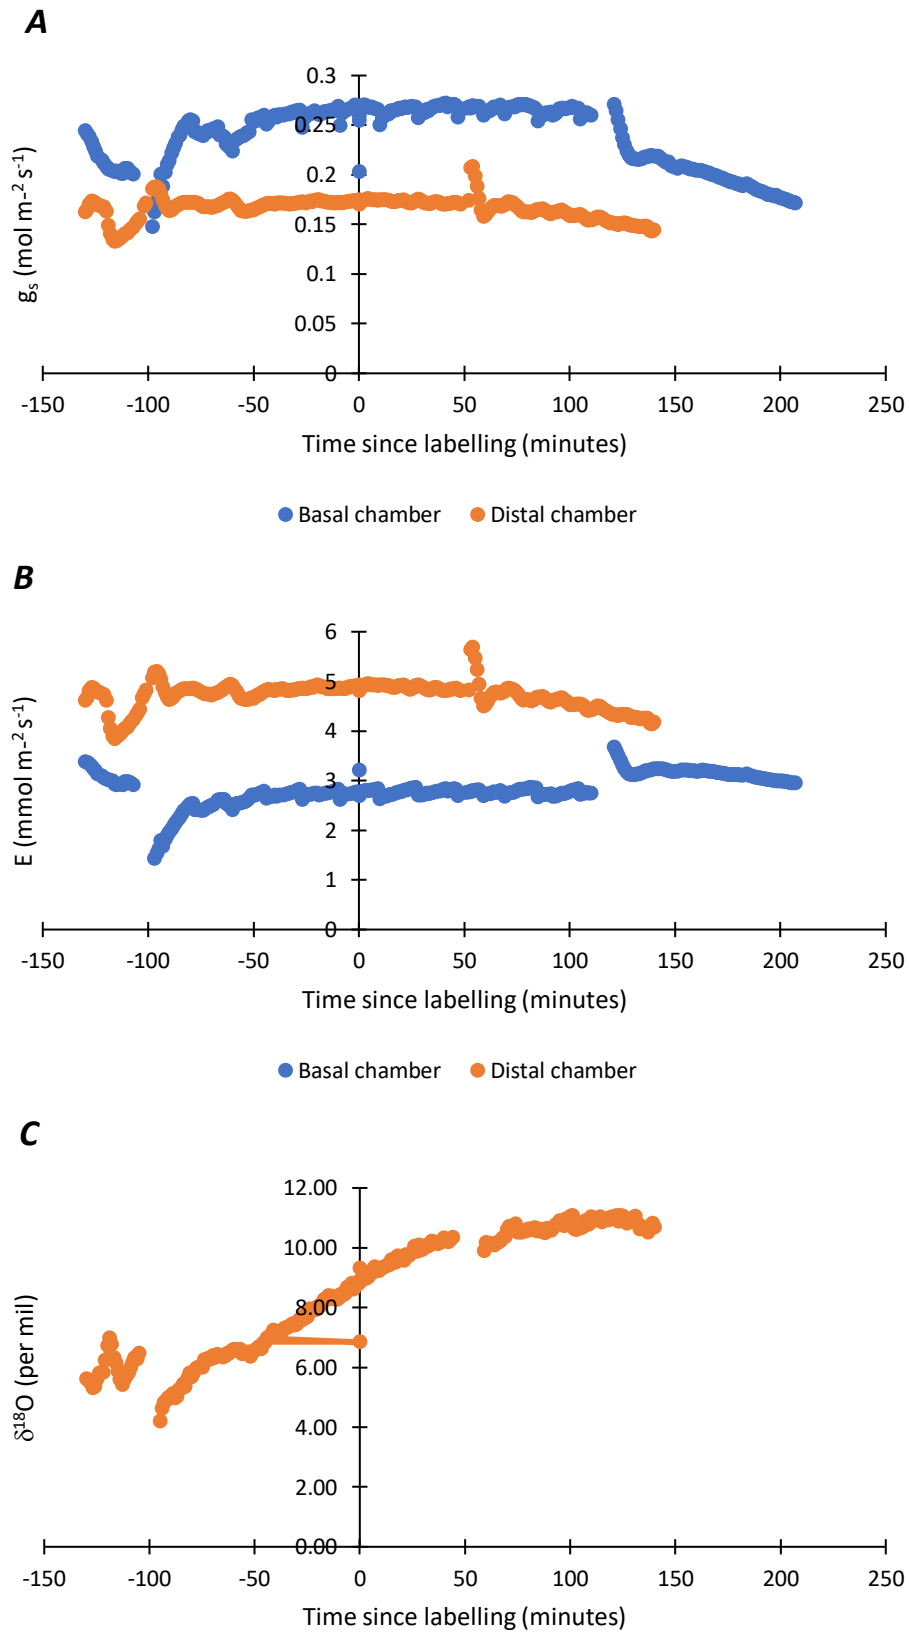 A
0.3
0.25
0.2
0.15
0.1
0.05
0
gs (mol m-2 s-1)
-150 -100 -50 0 50 100 150 200 250
Time since labelling (minutes)
Basal chamber Distal chamber
B
6
5
4
3
2
1
0
E (mmol m-2 s-1)
-150 -100 -50 0 50 100 150 200 250
Time since labelling (minutes)
Basal chamber Distal chamber
C
12.00
10.00
8.00
6.00
4.00
2.00
0.00
δ18O (per mil)
-150 -100 -50 0 50 100 150 200 250
Time since labelling (minutes)